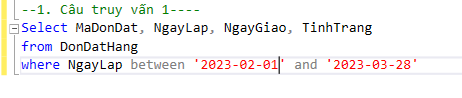 --1. Câu truy vấn 1----
Select MaDonDat, NgayLap, NgayGiao, TinhTrang
from DonDatHang
where NgayLap between '2023-02-01' and '2023-03-28'